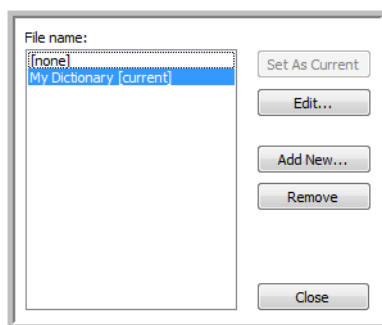 File name:
[none]
My Dictionary [current]
Set As Current
Edit...
Add New...
Remove
Close